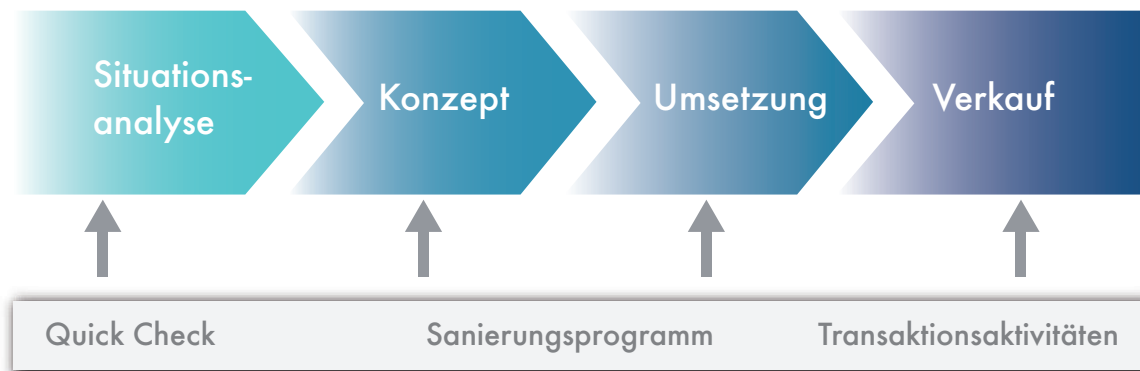 Situations-
analyse
Konzept
Umsetzung
Verkauf
Quick Check
Sanierungsprogramm
Transaktionsaktivitäten